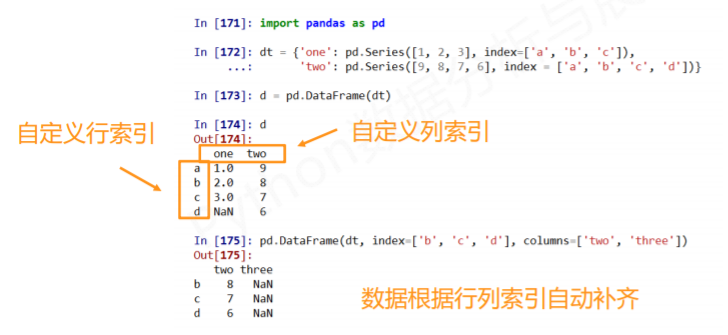 In [171]: import pandas as pd
In [172]: dt = {'one': pd.Series([1, 2, 3], index=['a', 'b', 'c']),
...: 'two': pd.Series([9, 8, 7, 6], index = ['a', 'b', 'c', 'd'])}
In [173]: d = pd.DataFrame(dt)
In [174]: d
Out[174]:
自定义行索引
自定义列索引
one two
a 1.0 9
b 2.0 8
c 3.0 7
d NaN 6
In [175]: pd.DataFrame(dt, index=['b', 'c', 'd'], columns=['two', 'three'])
Out[175]:
two three
b 8 NaN
c 7 NaN
d 6 NaN
数据根据行列索引自动补齐